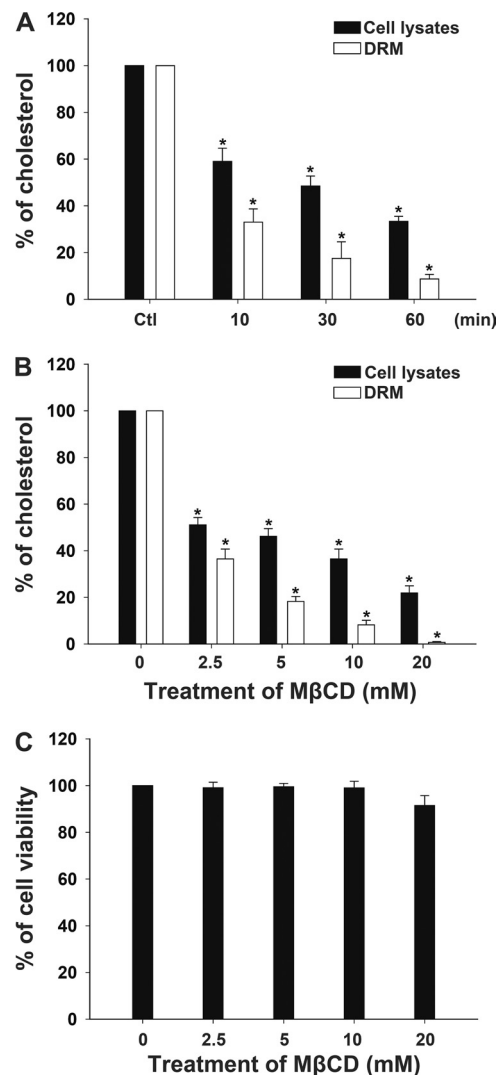 A
120
100
80
60
40
20
0
% of cholesterol
Cell lysates
DRM
* * * * * *
Ctl 10 30 60 (min)
B
120
100
80
60
40
20
0
% of cholesterol
Cell lysates
DRM
* * * * * * * *
0 2.5 5 10 20
Treatment of MβCD (mM)
C
120
100
80
60
40
20
0
% of cell viability
0 2.5 5 10 20
Treatment of MβCD (mM)